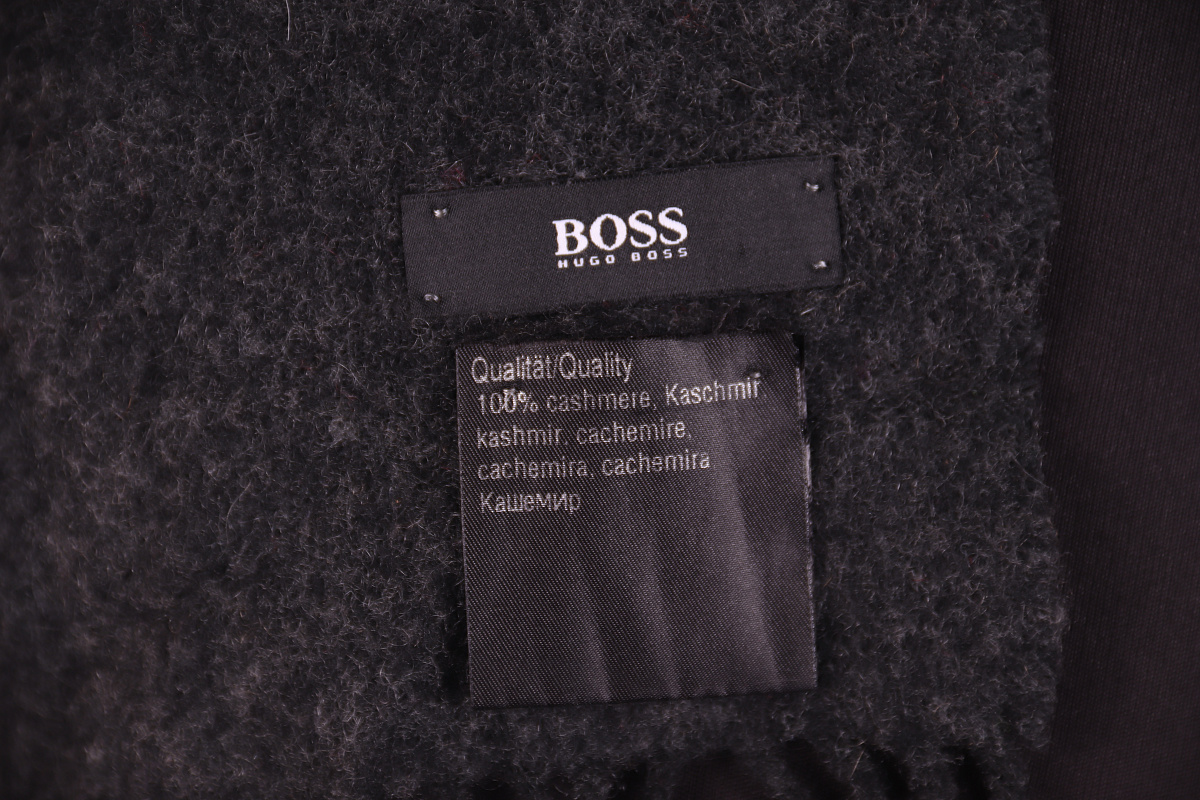 BOSS
HUGO BOSS
Qualität/Quality
100% cashmere, Kaschmir
kashmir, cachemire,
cachemira, cachemira
Кашемир